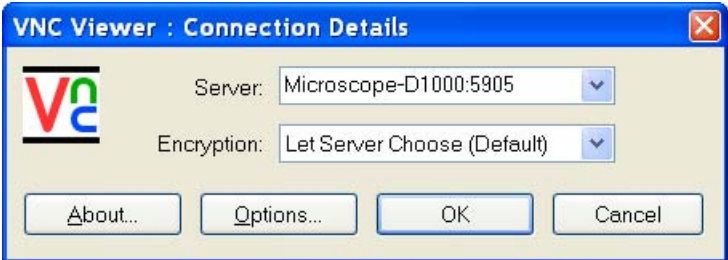 VNC Viewer : Connection Details
Vnc
Server: Microscope-D1000:5905
Encryption: Let Server Choose (Default)
About... Options... OK Cancel